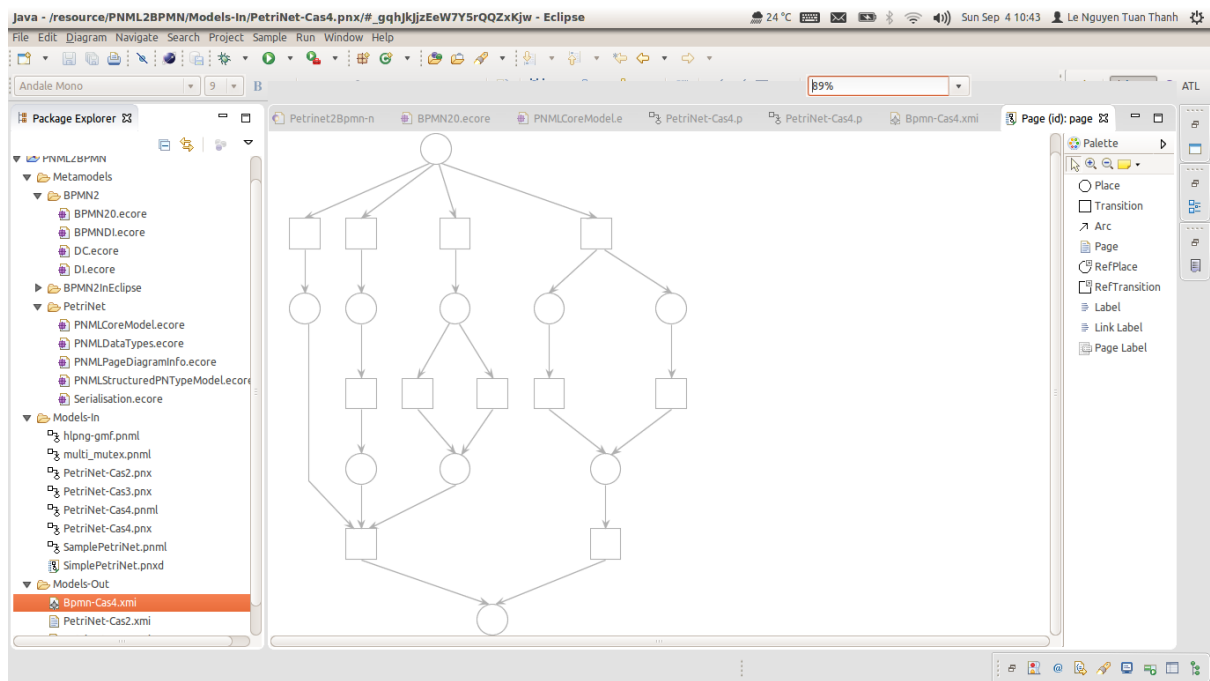 Java - /resource/PNML2BPMN/Models-In/PetriNet-Cas4.pnx/#_gqhJkJjzEeW7Y5rQQZxKjw - Eclipse 24 °C Sun Sep 4 10:43 Le Nguyen Tuan Thanh
File Edit Diagram Navigate Search Project Sample Run Window Help
Andale Mono 9 B 89% ATL
Package Explorer
Petrinet2Bpmn-n BPMN20.ecore PNMLCoreModel.e PetriNet-Cas4.p PetriNet-Cas4.p Bpmn-Cas4.xmi Page (id): page
PNML2BPMN
Metamodels
BPMN2
BPMN20.ecore
BPMNDI.ecore
DC.ecore
DI.ecore
BPMN2InEclipse
PetriNet
PNMLCoreModel.ecore
PNMLDataTypes.ecore
PNMLPageDiagramInfo.ecore
PNMLStructuredPNTypeModel.ecore
Serialisation.ecore
Models-In
hlpng-gmf.pnml
multi_mutex.pnml
PetriNet-Cas2.pnx
PetriNet-Cas3.pnx
PetriNet-Cas4.pnml
PetriNet-Cas4.pnx
SamplePetriNet.pnml
SimplePetriNet.pnxd
Models-Out
Bpmn-Cas4.xmi
PetriNet-Cas2.xmi
Palette
Place
Transition
Arc
Page
RefPlace
RefTransition
Label
Link Label
Page Label